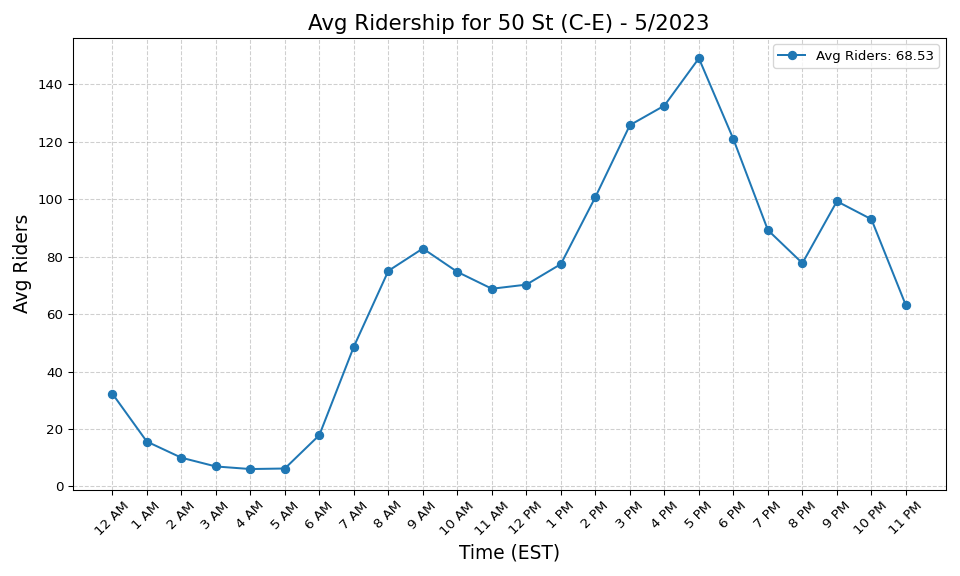 Avg Ridership for 50 St (C-E) - 5/2023
Avg Riders: 68.53
Avg Riders
140
120
100
80
60
40
20
0
12 AM
1 AM
2 AM
3 AM
4 AM
5 AM
6 AM
7 AM
8 AM
9 AM
10 AM
11 AM
12 PM
1 PM
2 PM
3 PM
4 PM
5 PM
6 PM
7 PM
8 PM
9 PM
10 PM
11 PM
Time (EST)